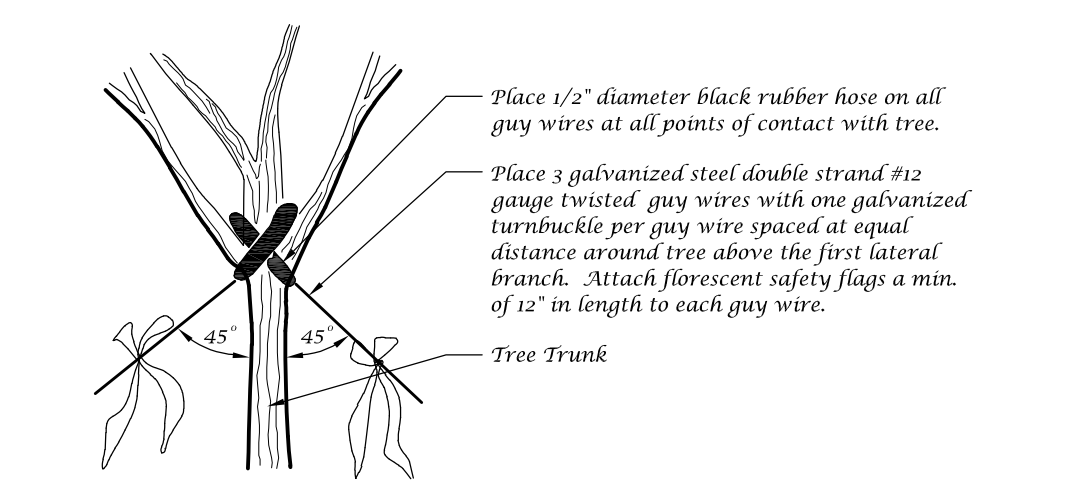 Place 1/2" diameter black rubber hose on all
guy wires at all points of contact with tree.
Place 3 galvanized steel double strand #12
gauge twisted guy wires with one galvanized
turnbuckle per guy wire spaced at equal
distance around tree above the first lateral
branch. Attach florescent safety flags a min.
of 12" in length to each guy wire.
45° 45°
Tree Trunk